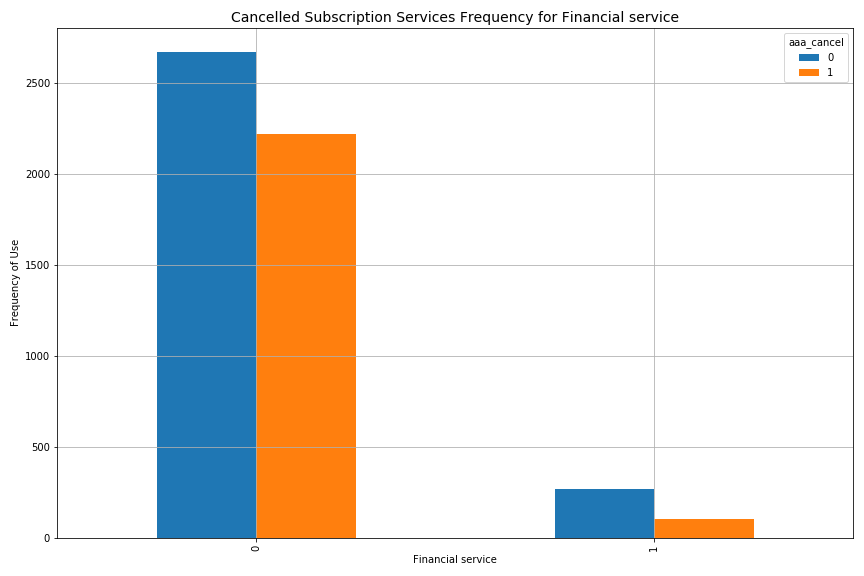 Cancelled Subscription Services Frequency for Financial service
aaa_cancel
0
1
2500
2000
1500
1000
500
0
Frequency of Use
0
1
Financial service